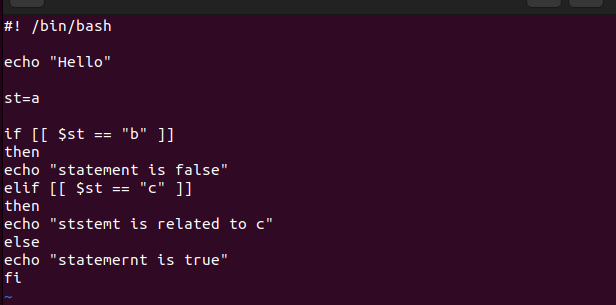 #! /bin/bash
echo "Hello"
st=a
if [[ $st == "b" ]]
then
echo "statement is false"
elif [[ $st == "c" ]]
then
echo "ststemt is related to c"
else
echo "statemernt is true"
fi
~